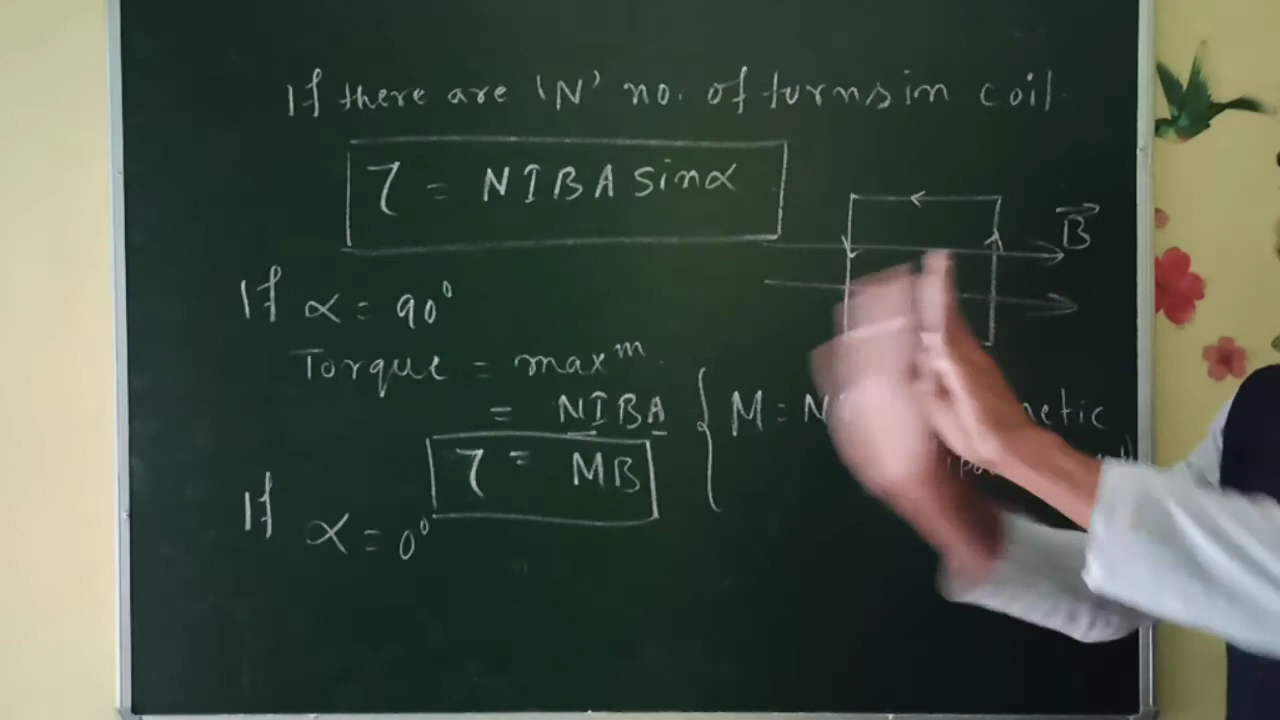 If there are 'N' no. of turns in coil.
τ = NIBA sinα
B
If α = 90°
Torque = maxᵐ.
= NIBA { M = N
τ = MB
If α = 0°